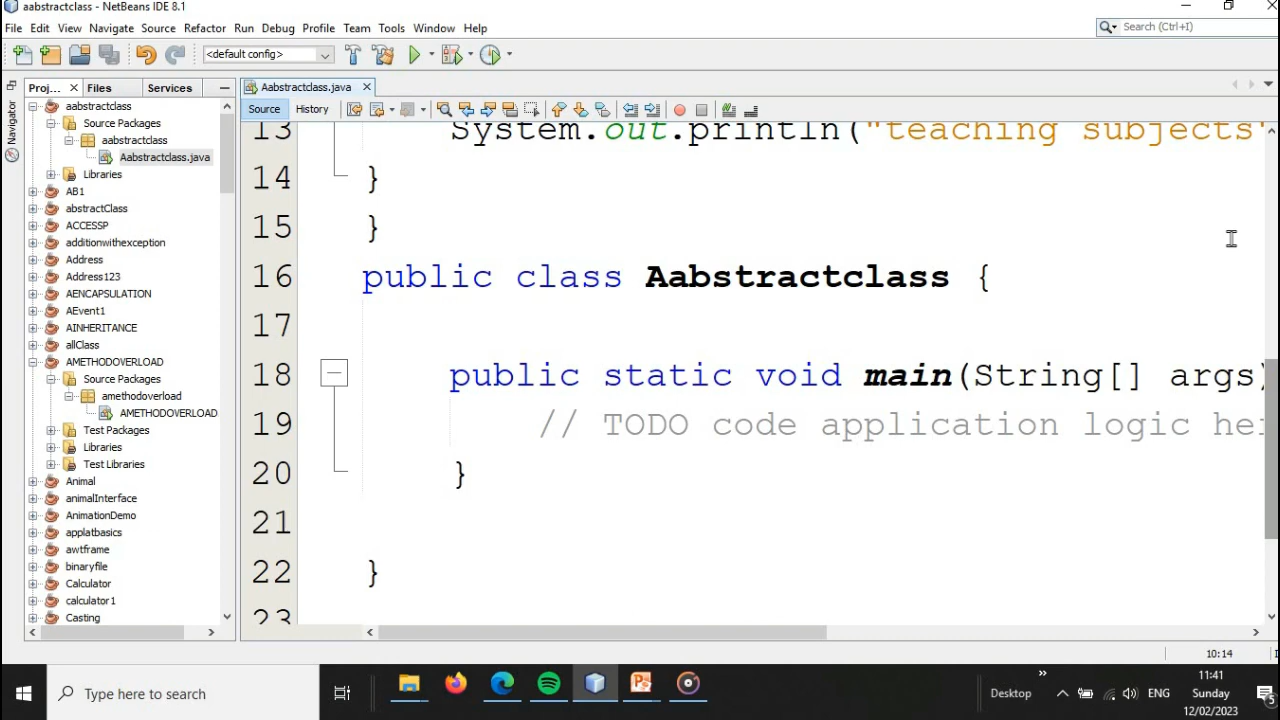 aabstractclass - NetBeans IDE 8.1
File Edit View Navigate Source Refactor Run Debug Profile Team Tools Window Help
Search (Ctrl+I)
<default config>
Proj... Files Services
Navigator
aabstractclass
Source Packages
aabstractclass
Aabstractclass.java
Libraries
AB1
abstractClass
ACCESSP
additionwithexception
Address
Address123
AENCAPSULATION
AEvent1
AINHERITANCE
allClass
AMETHODOVERLOAD
Source Packages
amethodoverload
AMETHODOVERLOAD
Test Packages
Libraries
Test Libraries
Animal
animalInterface
AnimationDemo
applatbasics
awtframe
binaryfile
Calculator
calculator1
Casting
Aabstractclass.java
Source History
13 System.out.println("teaching subjects"
14 }
15 }
16 public class Aabstractclass {
17
18 public static void main(String[] args)
19 // TODO code application logic
20 }
21
22 }
23
10:14
Type here to search
Desktop
ENG
11:41
Sunday
12/02/2023
5